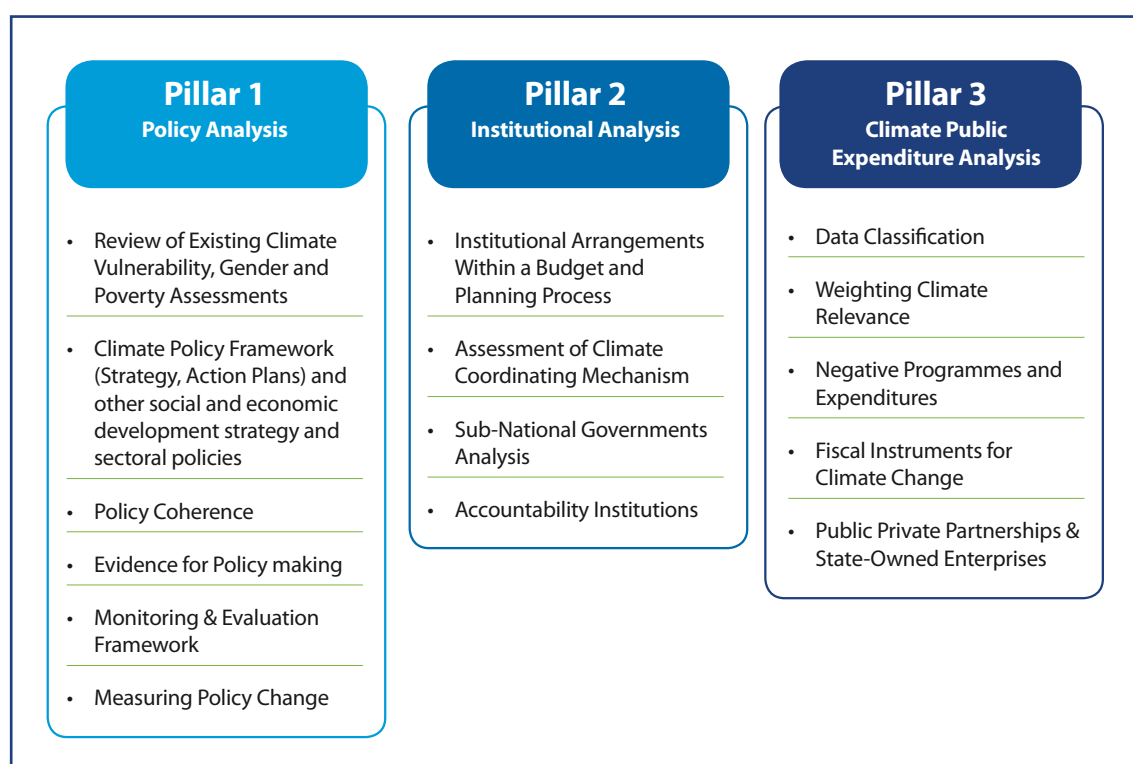 Pillar 1
Policy Analysis
• Review of Existing Climate
Vulnerability, Gender and
Poverty Assessments
• Climate Policy Framework
(Strategy, Action Plans) and
other social and economic
development strategy and
sectoral policies
• Policy Coherence
• Evidence for Policy making
• Monitoring & Evaluation
Framework
• Measuring Policy Change
Pillar 2
Institutional Analysis
• Institutional Arrangements
Within a Budget and
Planning Process
• Assessment of Climate
Coordinating Mechanism
• Sub-National Governments
Analysis
• Accountability Institutions
Pillar 3
Climate Public
Expenditure Analysis
• Data Classification
• Weighting Climate
Relevance
• Negative Programmes and
Expenditures
• Fiscal Instruments for
Climate Change
• Public Private Partnerships &
State-Owned Enterprises